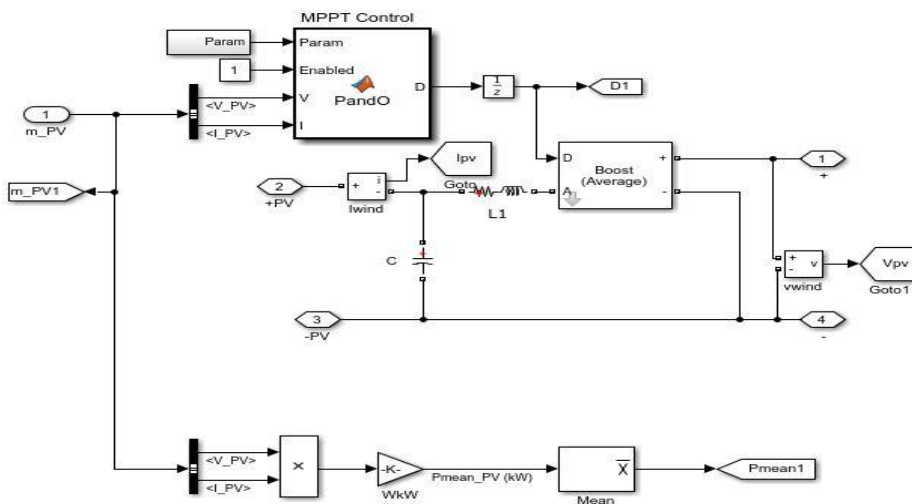 MPPT Control
Param
Param
1
Enabled
<V_PV>
V
D
1
z
D1
PandO
1
m_PV
<I_PV>
I
m_PV1
Ipv
Goto
2
+PV
+
i
-
Iwind
L1
D
A
Boost
(Average)
+
-
1
+
C
+
-
v
vwind
Vpv
Goto1
3
-PV
4
-
<V_PV>
<I_PV>
×
-K-
WkW
Pmean_PV (kW)
X
Mean
Pmean1